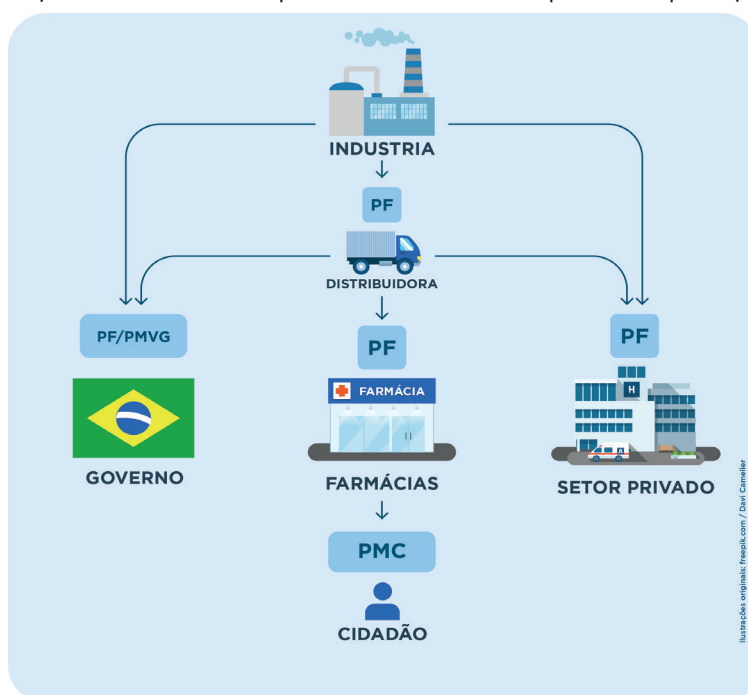 INDUSTRIA
PF
DISTRIBUIDORA
PF/PMVG
PF
PF
FARMÁCIA
H
GOVERNO
FARMÁCIAS
SETOR PRIVADO
PMC
CIDADÃO
Ilustrações originais: freepik.com / Davi Camelier